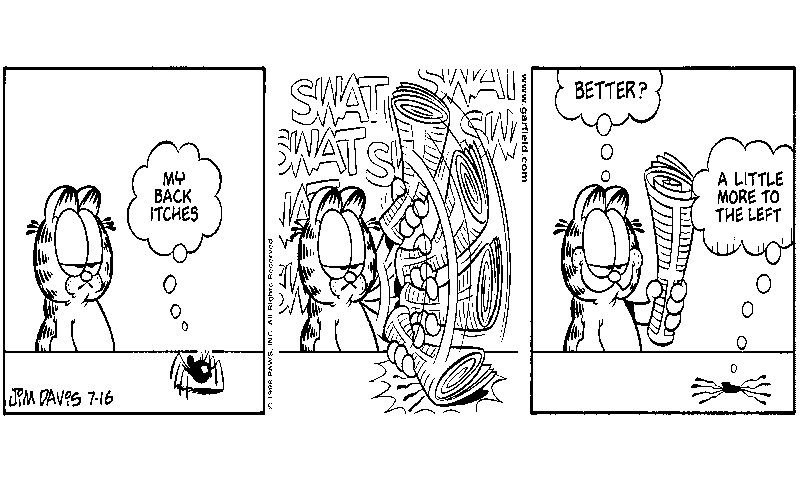 MY
BACK
ITCHES
JIM DAVIS 7-16
© 1998 PAWS, INC. All Rights Reserved
SWAT
SWAT
SWAT
SWAT
www.garfield.com
BETTER?
A LITTLE
MORE TO
THE LEFT